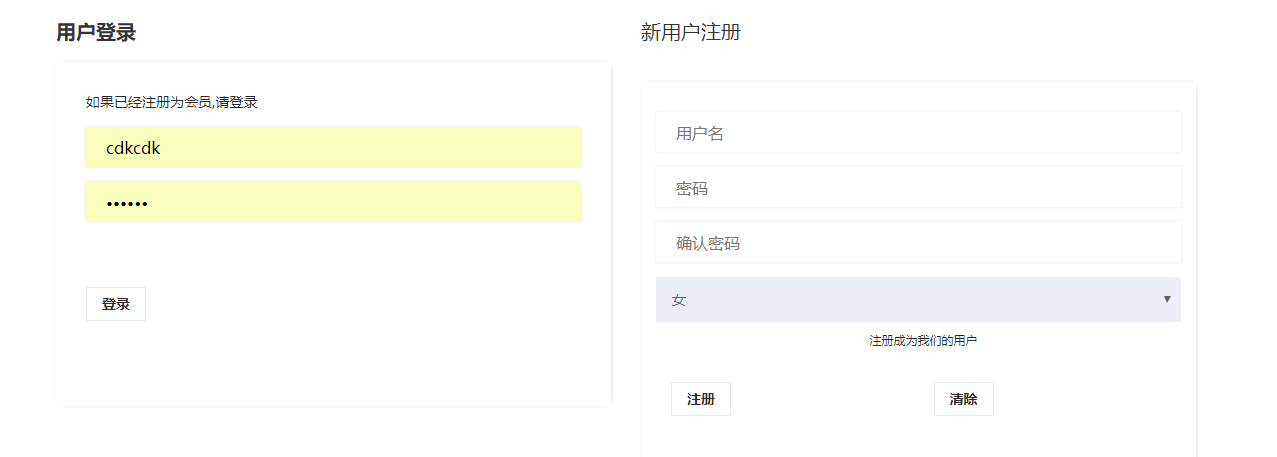 用户登录
如果已经注册为会员,请登录
cdkcdk
••••••
登录
新用户注册
用户名
密码
确认密码
女
注册成为我们的用户
注册
清除